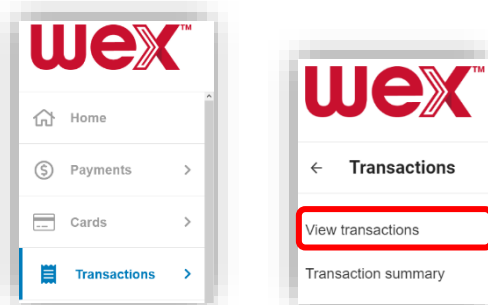 wex™
Home
Payments
Cards
Transactions
wex™
Transactions
View transactions
Transaction summary